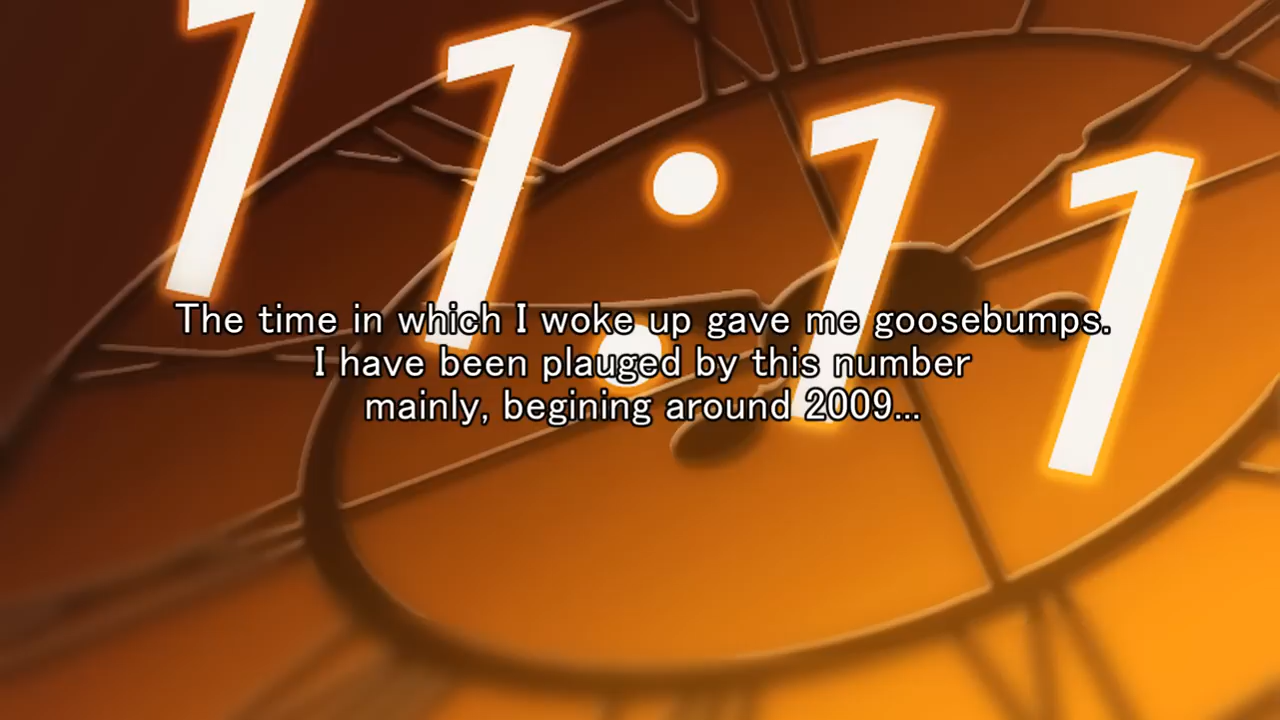 11:11
The time in which I woke up gave me goosebumps.
I have been plauged by this number
mainly, begining around 2009...